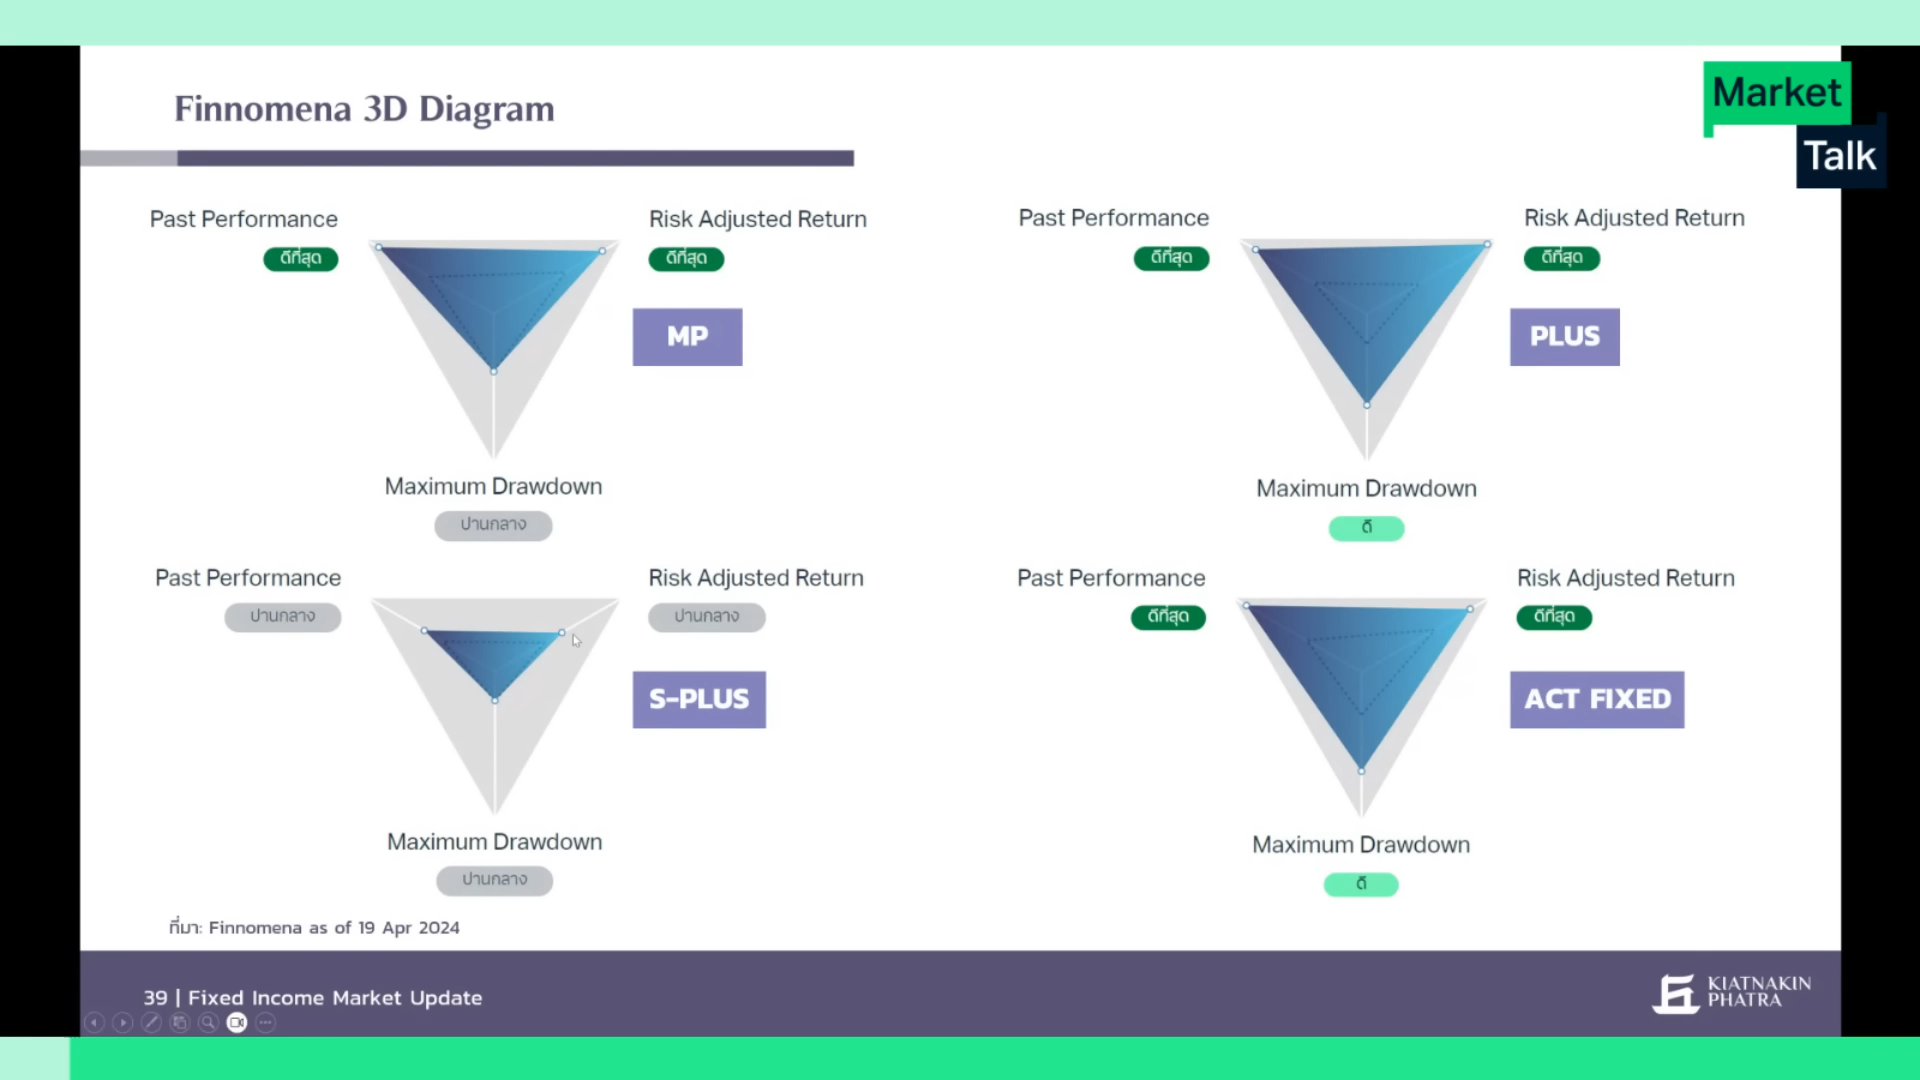 Finnomena 3D Diagram
Market
Talk
Past Performance
ดีที่สุด
Risk Adjusted Return
ดีที่สุด
MP
Maximum Drawdown
ปานกลาง
Past Performance
ดีที่สุด
Risk Adjusted Return
ดีที่สุด
PLUS
Maximum Drawdown
ดี
Past Performance
ปานกลาง
Risk Adjusted Return
ปานกลาง
S-PLUS
Maximum Drawdown
ปานกลาง
Past Performance
ดีที่สุด
Risk Adjusted Return
ดีที่สุด
ACT FIXED
Maximum Drawdown
ดี
ที่มา: Finnomena as of 19 Apr 2024
39 | Fixed Income Market Update
KIATNAKIN
PHATRA